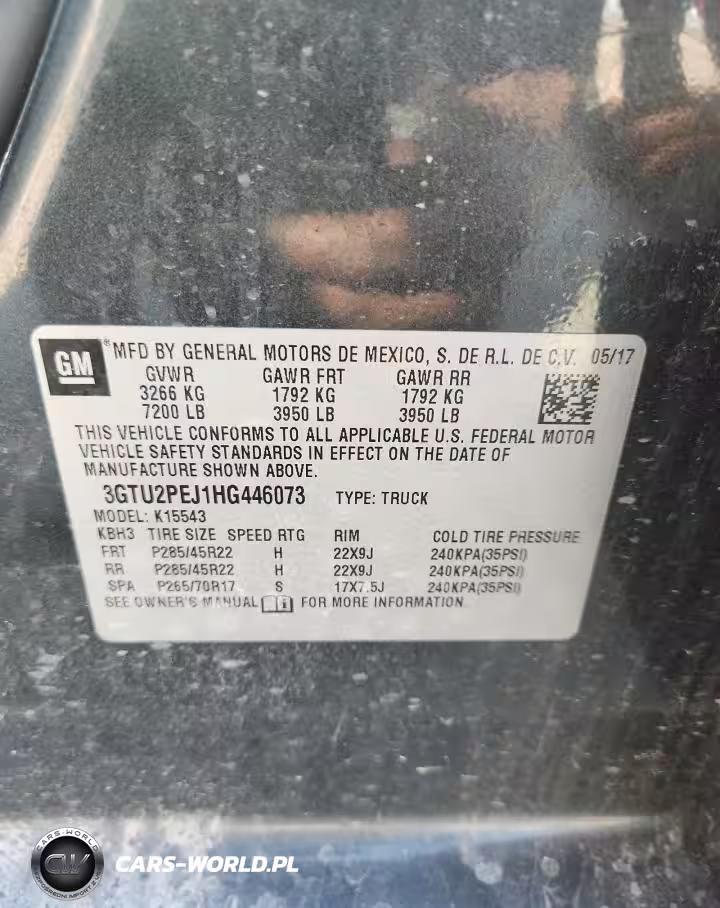 GM ® MFD BY GENERAL MOTORS DE MEXICO, S. DE R.L. DE C.V. 05/17
GVWR GAWR FRT GAWR RR
3266 KG 1792 KG 1792 KG
7200 LB 3950 LB 3950 LB
THIS VEHICLE CONFORMS TO ALL APPLICABLE U.S. FEDERAL MOTOR
VEHICLE SAFETY STANDARDS IN EFFECT ON THE DATE OF
MANUFACTURE SHOWN ABOVE.
3GTU2PEJ1HG446073 TYPE: TRUCK
MODEL: K15543
KBH3 TIRE SIZE SPEED RTG RIM COLD TIRE PRESSURE
FRT P285/45R22 H 22X9J 240KPA(35PSI)
RR P285/45R22 H 22X9J 240KPA(35PSI)
SPA P265/70R17 S 17X7.5J 240KPA(35PSI)
SEE OWNER'S MANUAL FOR MORE INFORMATION
CARS-WORLD
CW
CARS-WORLD.PL